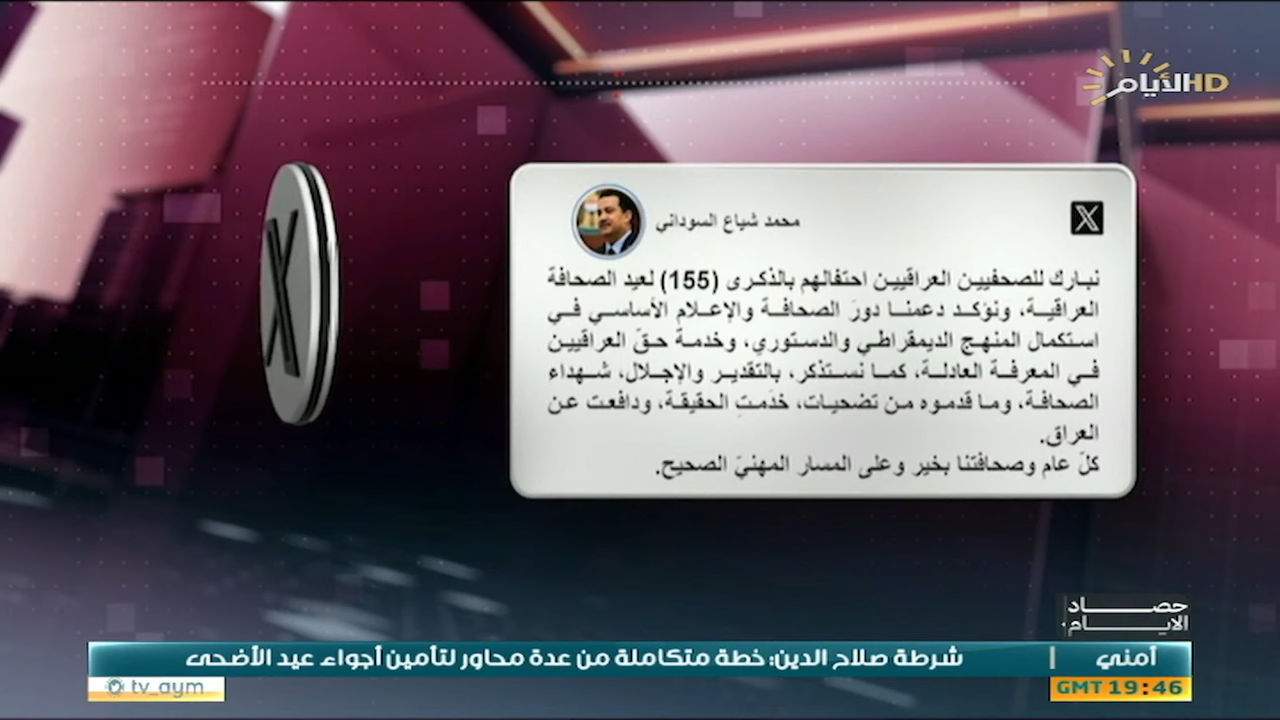 الأيام HD
محمد شياع السوداني
نبارك للصحفيين العراقيين احتفالهم بالذكرى (155) لعيد الصحافة
العراقية، ونؤكد دعمنا دورَ الصحافة والإعلام الأساسي في
استكمال المنهج الديمقراطي والدستوري، وخدمة حقّ العراقيين
في المعرفة العادلة، كما نستذكر، بالتقدير والإجلال، شهداء
الصحافة، وما قدموه من تضحيات، خدَمتِ الحقيقة، ودافعت عن
العراق.
كلّ عام وصحافتنا بخير وعلى المسار المهنيّ الصحيح.
حصاد
الايام
أمني | شرطة صلاح الدين: خطة متكاملة من عدة محاور لتأمين أجواء عيد الأضحى
tv_aym
GMT 19:46